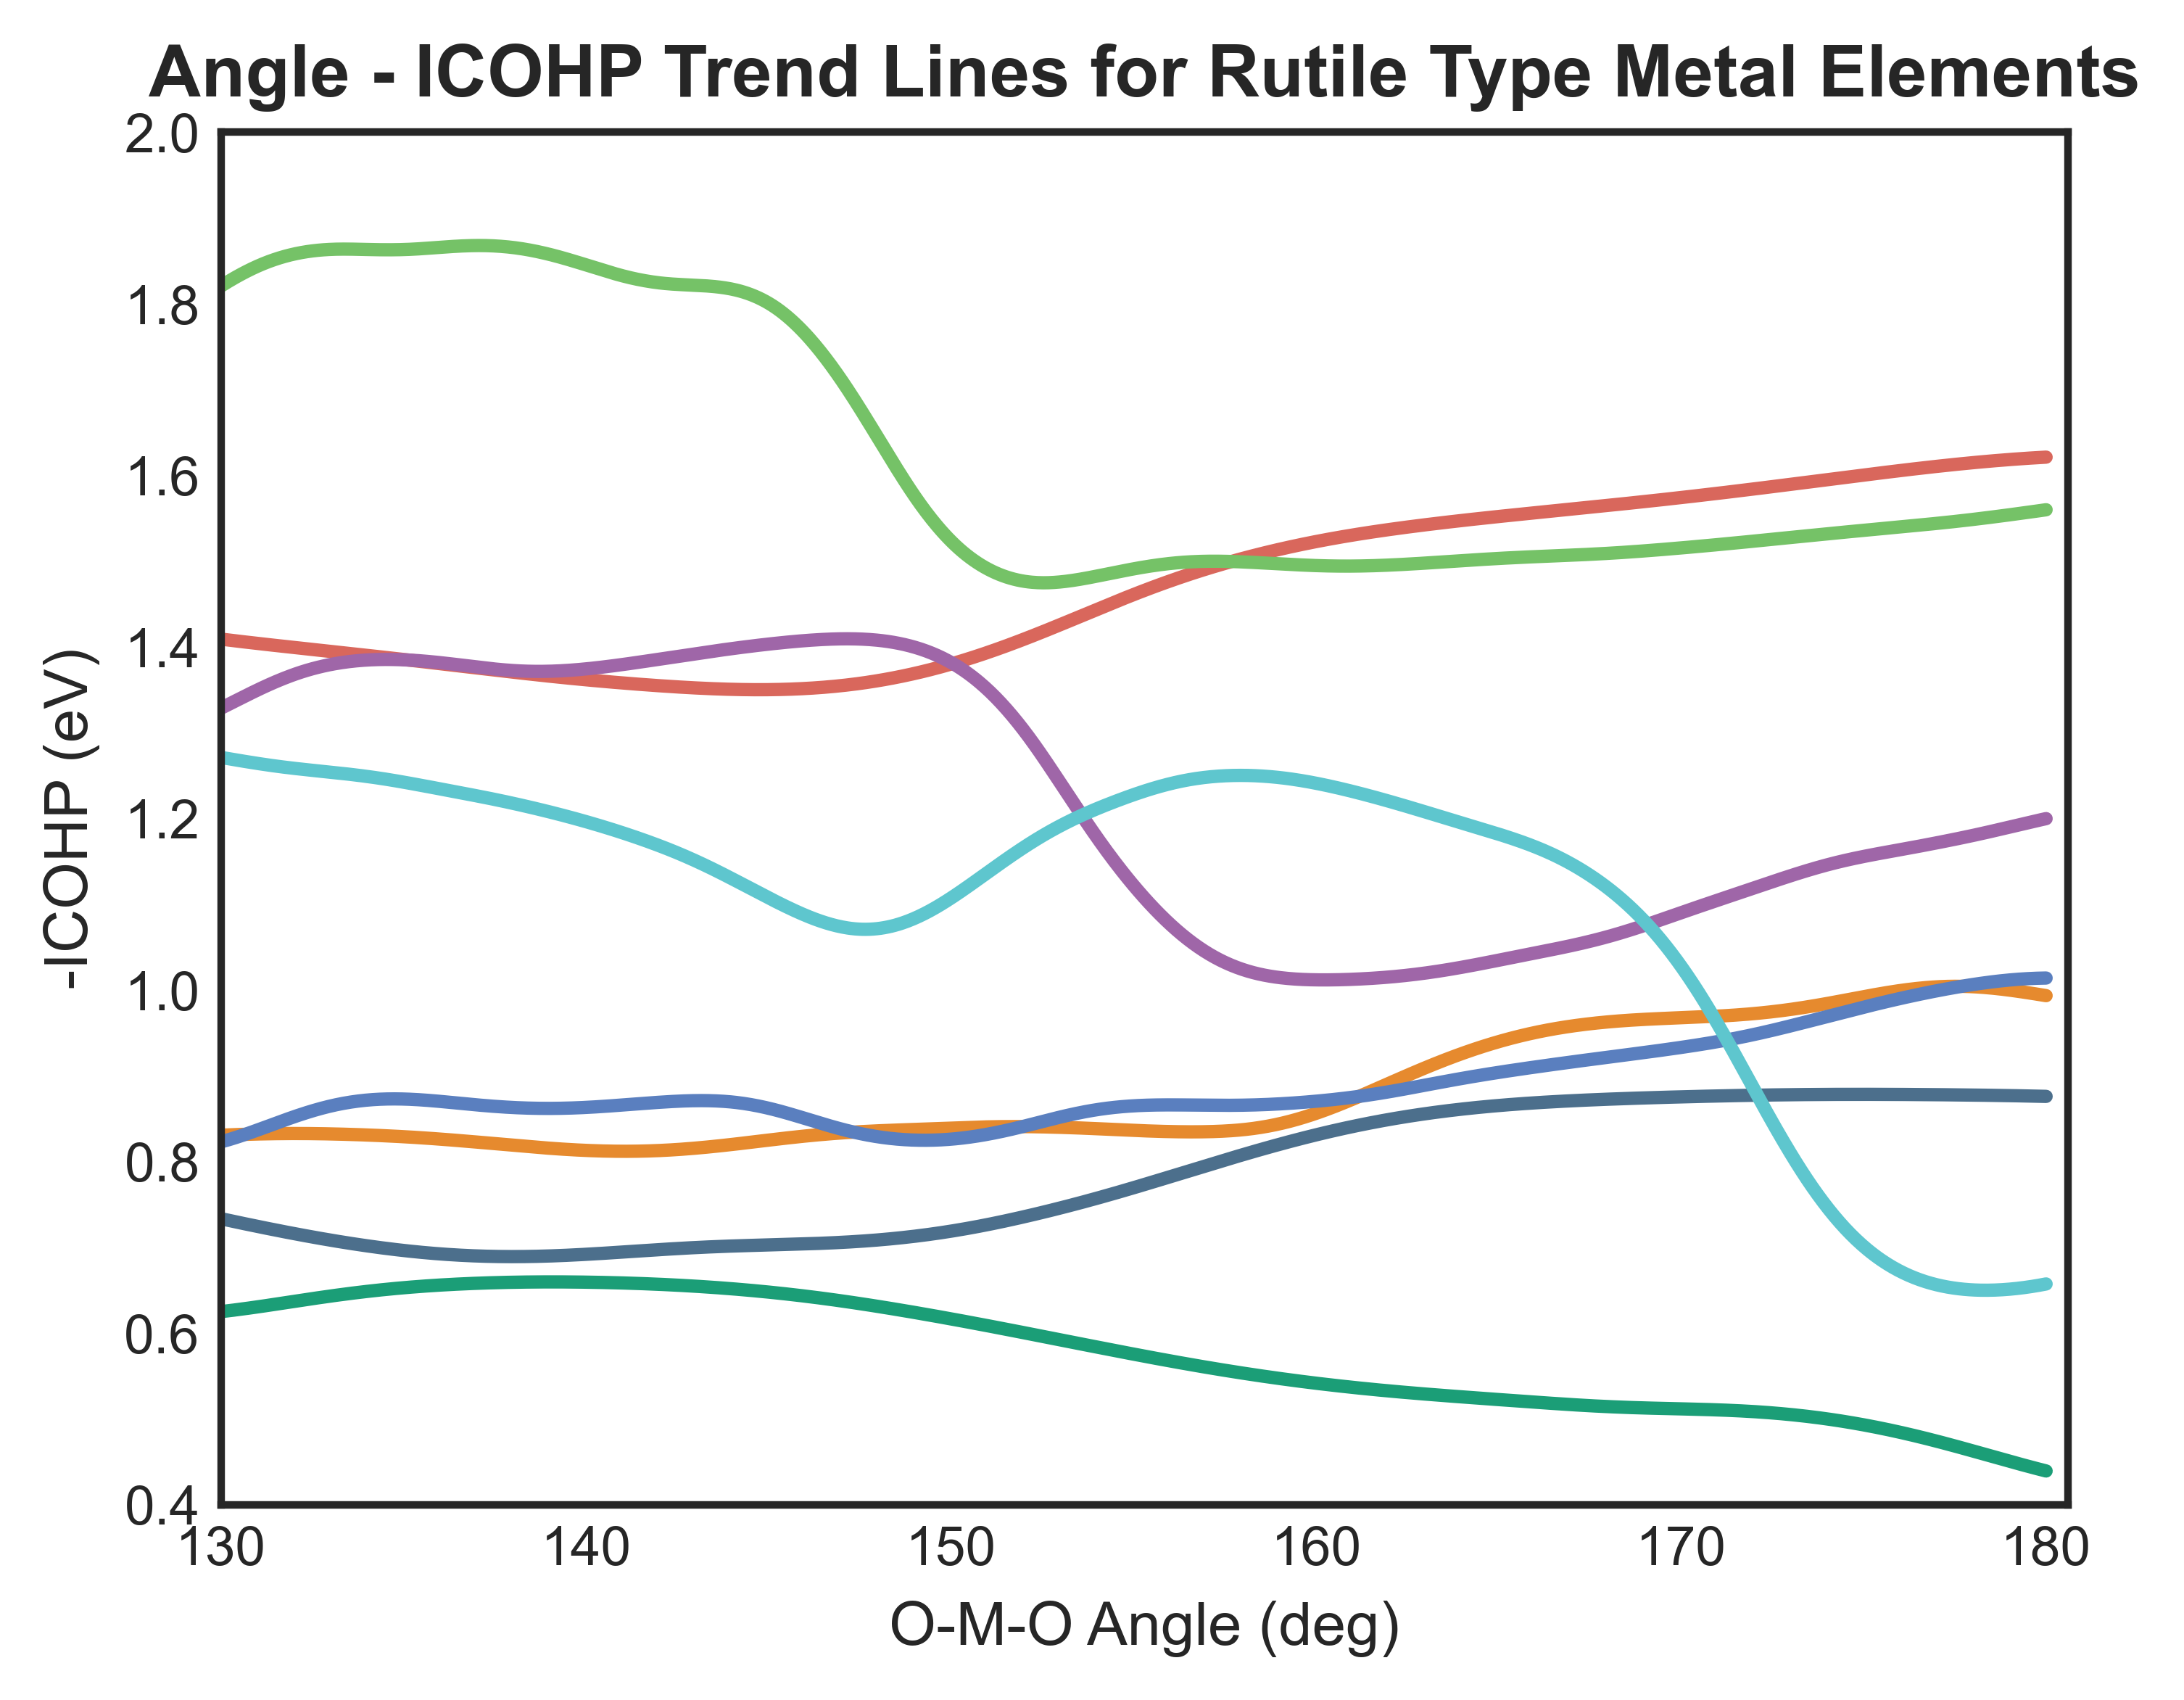 Angle - ICOHP Trend Lines for Rutile Type Metal Elements
2.0
1.8
1.6
1.4
1.2
1.0
0.8
0.6
0.4
-ICOHP (eV)
130 140 150 160 170 180
O-M-O Angle (deg)